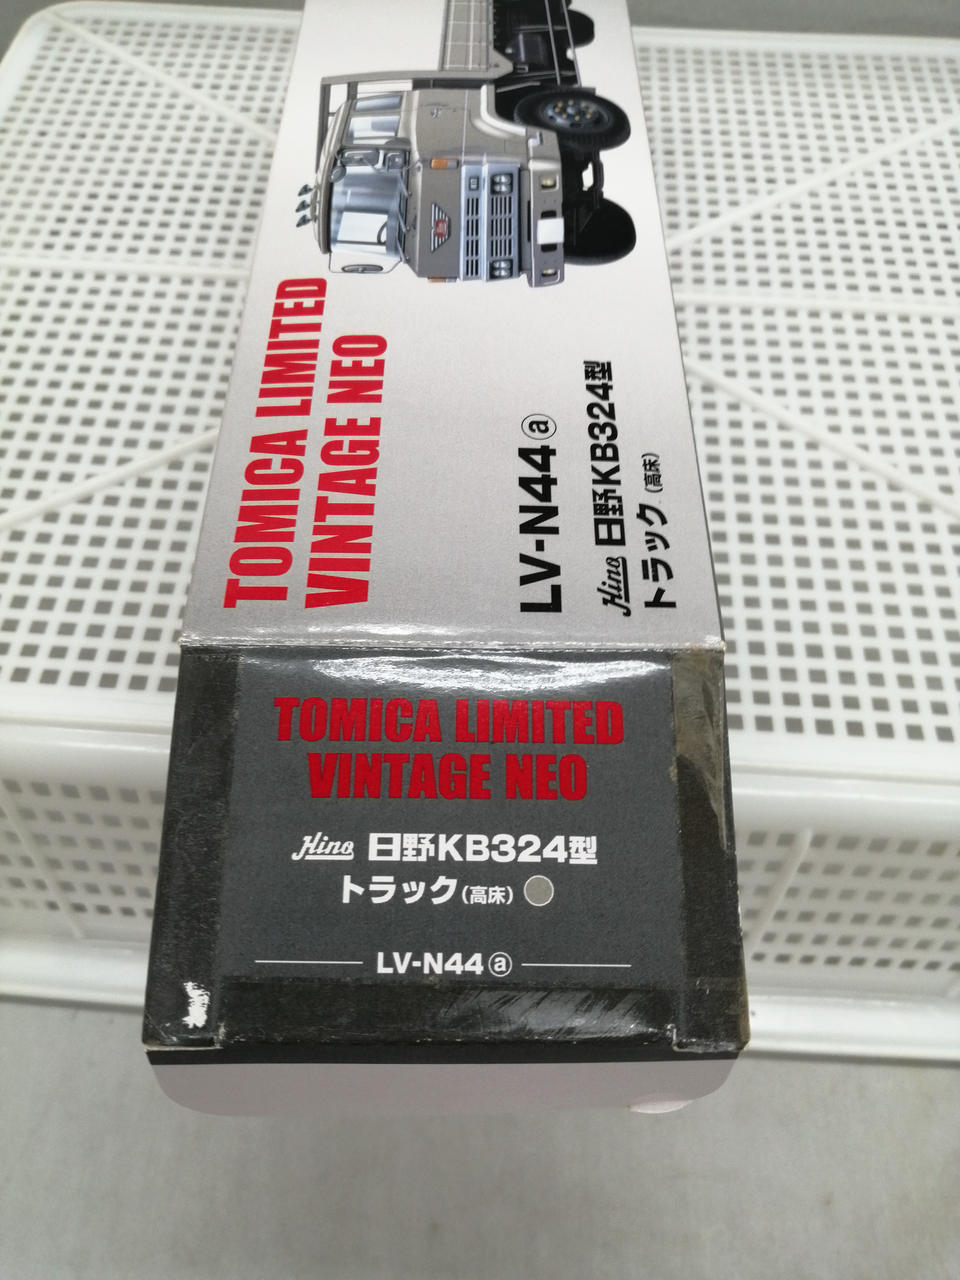 TOMICA LIMITED
VINTAGE NEO
LV-N44 ⓐ
Hino 日野KB324型
トラック(高床)
TOMICA LIMITED
VINTAGE NEO
Hino 日野KB324型
トラック(高床)
LV-N44 ⓐ